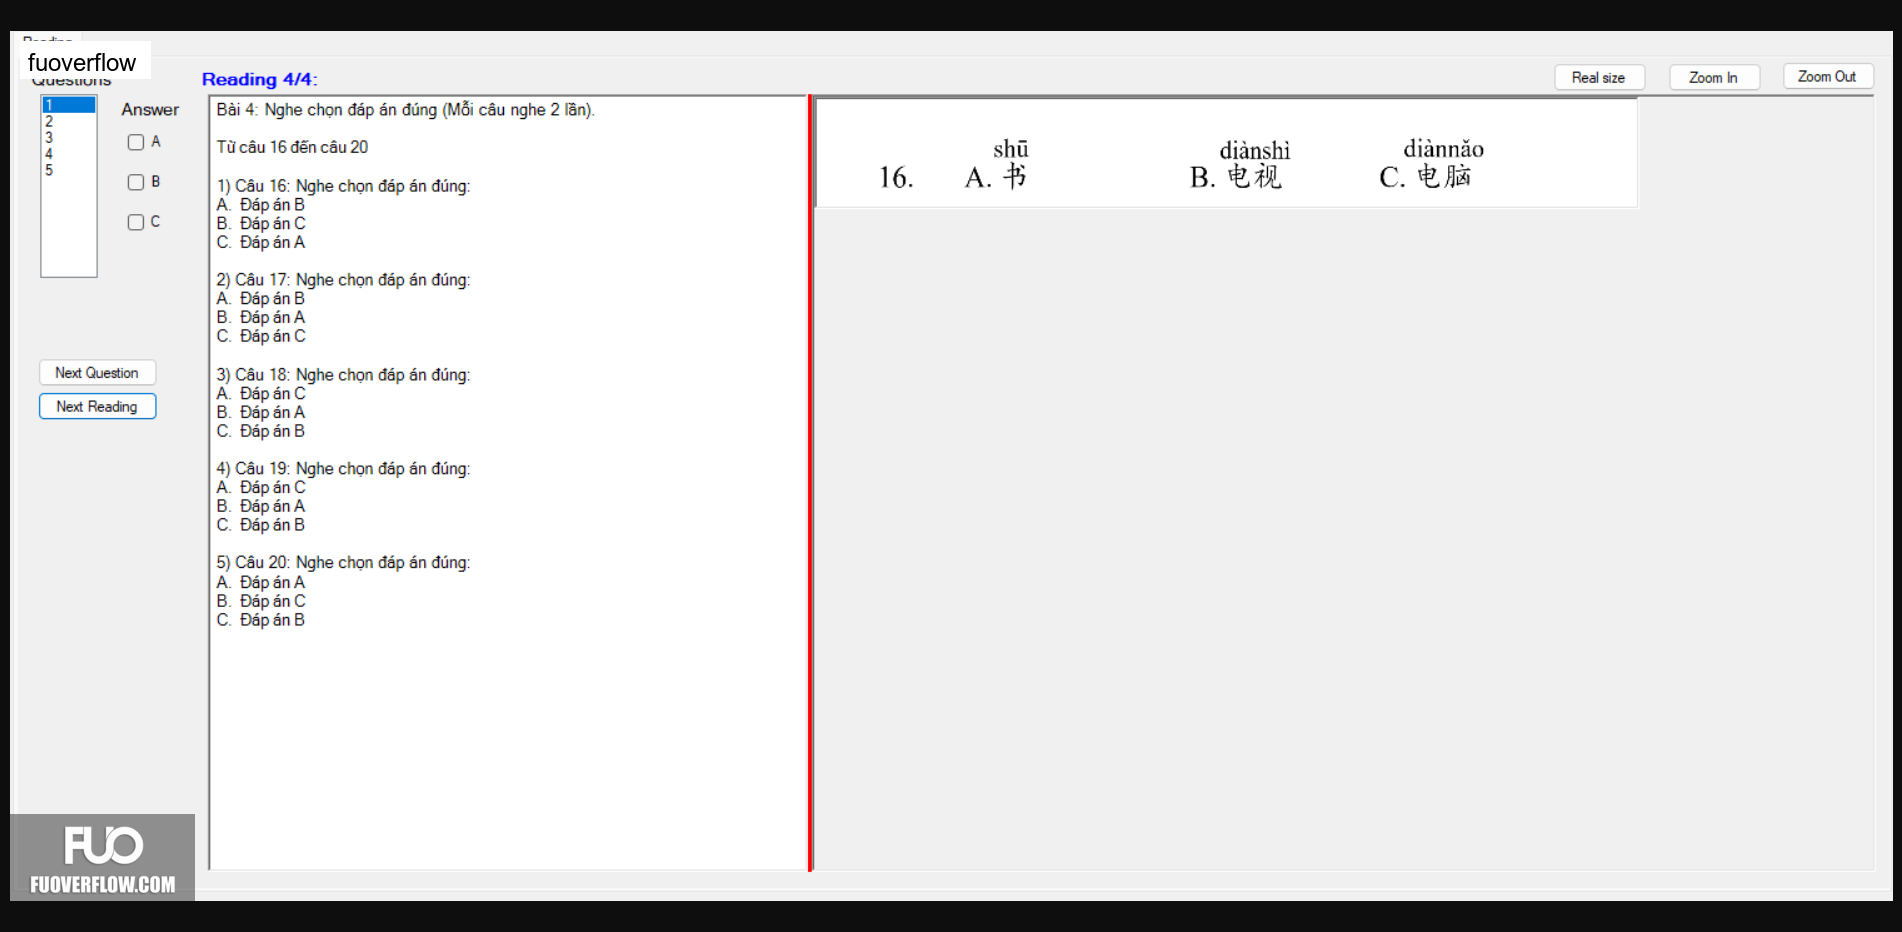 Reading
fuoverflow
Questions
Reading 4/4:
Real size
Zoom In
Zoom Out
1
2
3
4
5
Answer
A
B
C
Next Question
Next Reading
Bài 4: Nghe chọn đáp án đúng (Mỗi câu nghe 2 lần).
Từ câu 16 đến câu 20
1) Câu 16: Nghe chọn đáp án đúng:
A. Đáp án B
B. Đáp án C
C. Đáp án A
2) Câu 17: Nghe chọn đáp án đúng:
A. Đáp án B
B. Đáp án A
C. Đáp án C
3) Câu 18: Nghe chọn đáp án đúng:
A. Đáp án C
B. Đáp án A
C. Đáp án B
4) Câu 19: Nghe chọn đáp án đúng:
A. Đáp án C
B. Đáp án A
C. Đáp án B
5) Câu 20: Nghe chọn đáp án đúng:
A. Đáp án A
B. Đáp án C
C. Đáp án B
shū diànshì diànnǎo
16. A. 书 B. 电视 C. 电脑
FUO
FUOVERFLOW.COM